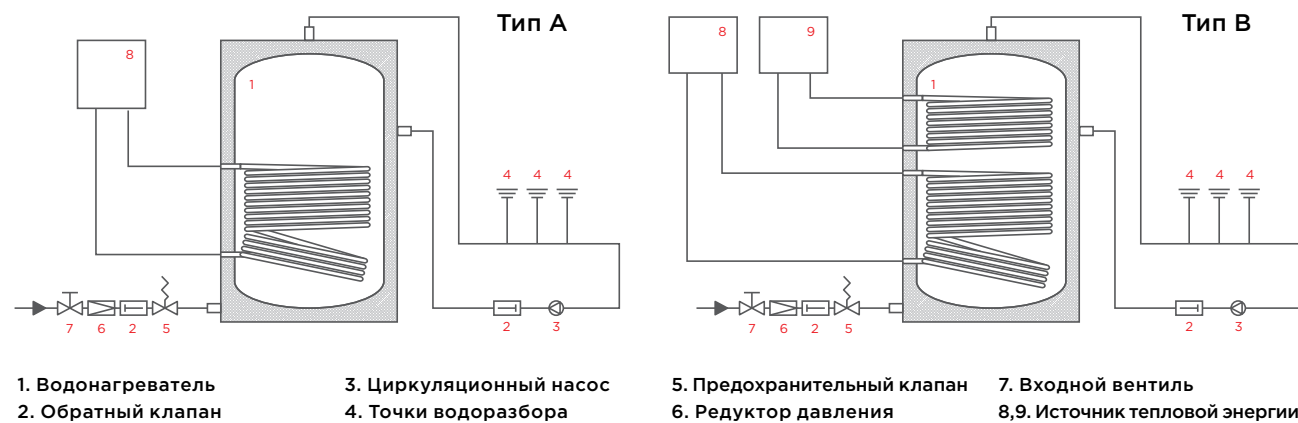 Тип А
Тип В
8
8
9
1
1
4 4 4
4 4 4
7 6 2 5
2 3
7 6 2 5
2 3
1. Водонагреватель
2. Обратный клапан
3. Циркуляционный насос
4. Точки водоразбора
5. Предохранительный клапан
6. Редуктор давления
7. Входной вентиль
8,9. Источник тепловой энергии